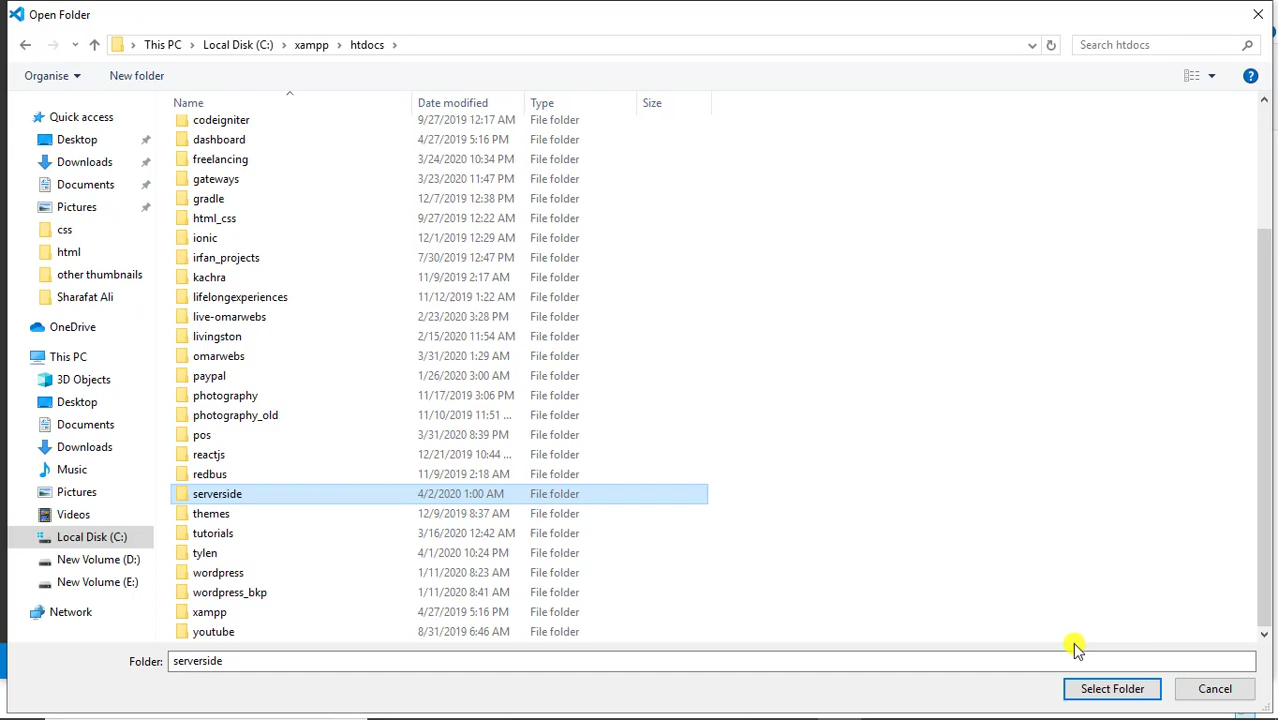 Open Folder
This PC > Local Disk (C:) > xampp > htdocs >
Search htdocs
Organise
New folder
Name
Date modified
Type
Size
Quick access
Desktop
Downloads
Documents
Pictures
css
html
other thumbnails
Sharafat Ali
OneDrive
This PC
3D Objects
Desktop
Documents
Downloads
Music
Pictures
Videos
Local Disk (C:)
New Volume (D:)
New Volume (E:)
Network
codeigniter 9/27/2019 12:17 AM File folder
dashboard 4/27/2019 5:16 PM File folder
freelancing 3/24/2020 10:34 PM File folder
gateways 3/23/2020 11:47 PM File folder
gradle 12/7/2019 12:38 PM File folder
html_css 9/27/2019 12:22 AM File folder
ionic 12/1/2019 12:29 AM File folder
irfan_projects 7/30/2019 12:47 PM File folder
kachra 11/9/2019 2:17 AM File folder
lifelongexperiences 11/12/2019 1:22 AM File folder
live-omarwebs 2/23/2020 3:28 PM File folder
livingston 2/15/2020 11:54 AM File folder
omarwebs 3/31/2020 1:29 AM File folder
paypal 1/26/2020 3:00 AM File folder
photography 11/17/2019 3:06 PM File folder
photography_old 11/10/2019 11:51 ... File folder
pos 3/31/2020 8:39 PM File folder
reactjs 12/21/2019 10:44 ... File folder
redbus 11/9/2019 2:18 AM File folder
serverside 4/2/2020 1:00 AM File folder
themes 12/9/2019 8:37 AM File folder
tutorials 3/16/2020 12:42 AM File folder
tylen 4/1/2020 10:24 PM File folder
wordpress 1/11/2020 8:23 AM File folder
wordpress_bkp 1/11/2020 8:41 AM File folder
xampp 4/27/2019 5:16 PM File folder
youtube 8/31/2019 6:46 AM File folder
Folder: serverside
Select Folder
Cancel